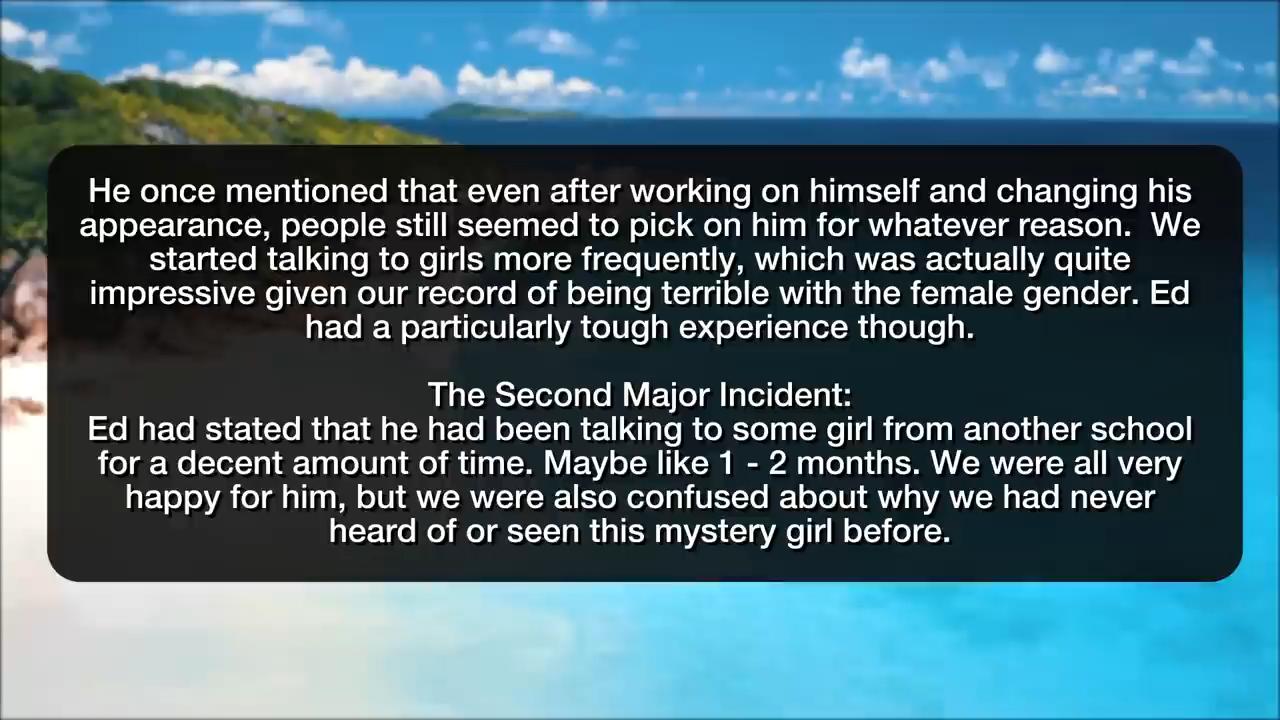 He once mentioned that even after working on himself and changing his
appearance, people still seemed to pick on him for whatever reason.  We
started talking to girls more frequently, which was actually quite
impressive given our record of being terrible with the female gender. Ed
had a particularly tough experience though.

The Second Major Incident:
Ed had stated that he had been talking to some girl from another school
for a decent amount of time. Maybe like 1 - 2 months. We were all very
happy for him, but we were also confused about why we had never
heard of or seen this mystery girl before.